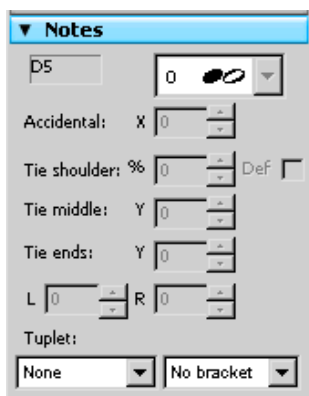 ▼ Notes
D5 0
Accidental: X 0
Tie shoulder: % 0 Def
Tie middle: Y 0
Tie ends: Y 0
L 0 R 0
Tuplet:
None No bracket